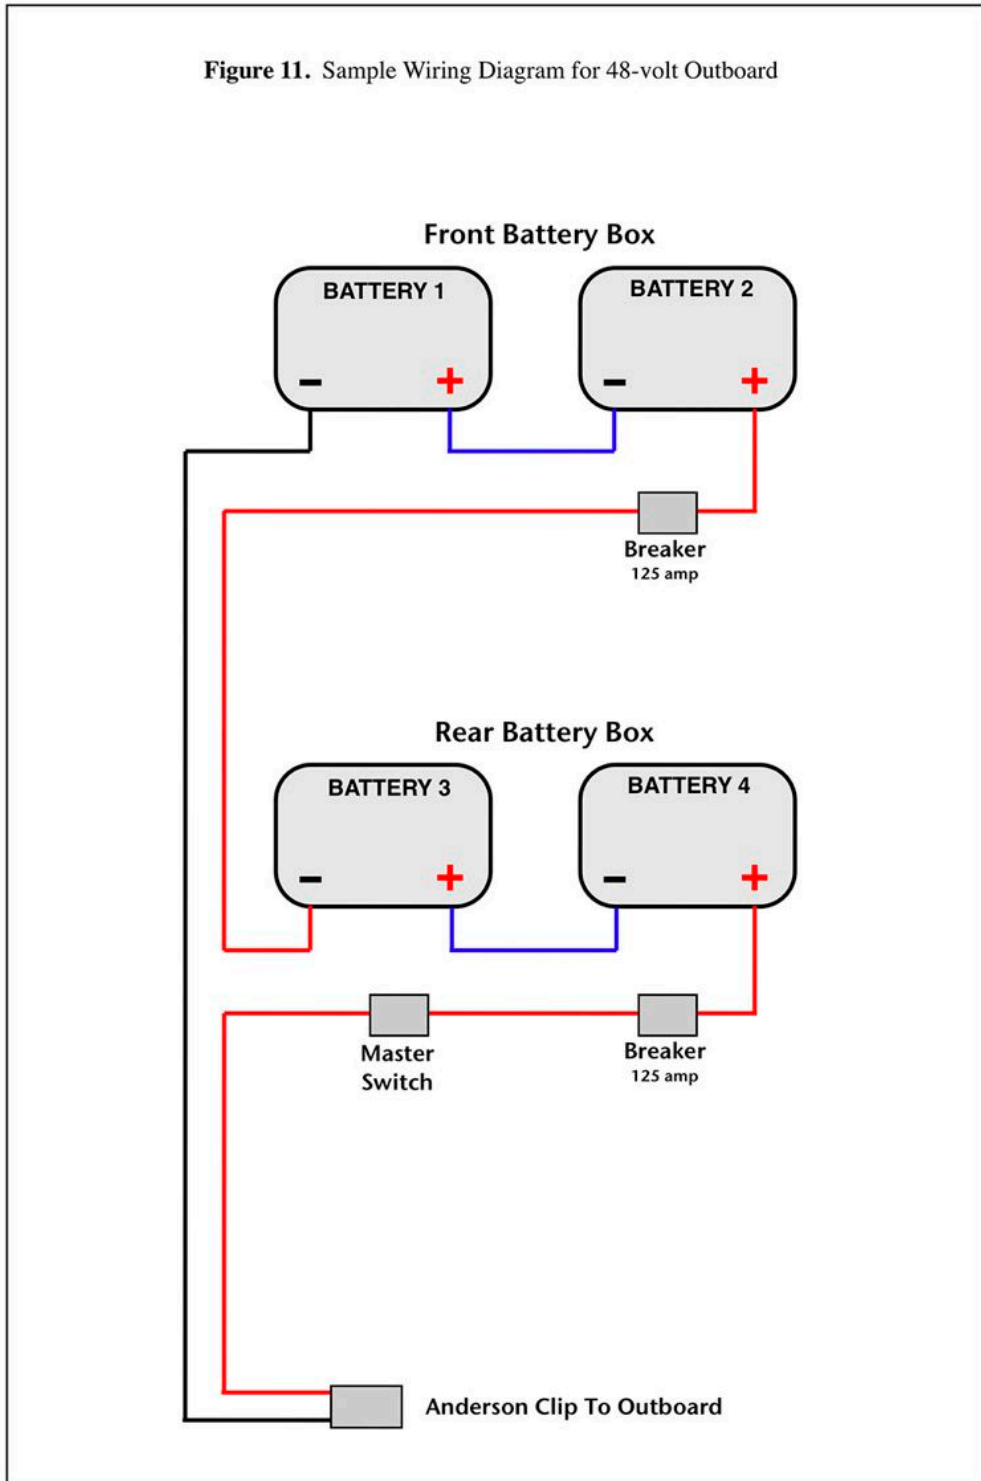 Figure 11. Sample Wiring Diagram for 48-volt Outboard
Front Battery Box
BATTERY 1
BATTERY 2
- +
- +
Breaker
125 amp
Rear Battery Box
BATTERY 3
BATTERY 4
- +
- +
Master
Switch
Breaker
125 amp
Anderson Clip To Outboard